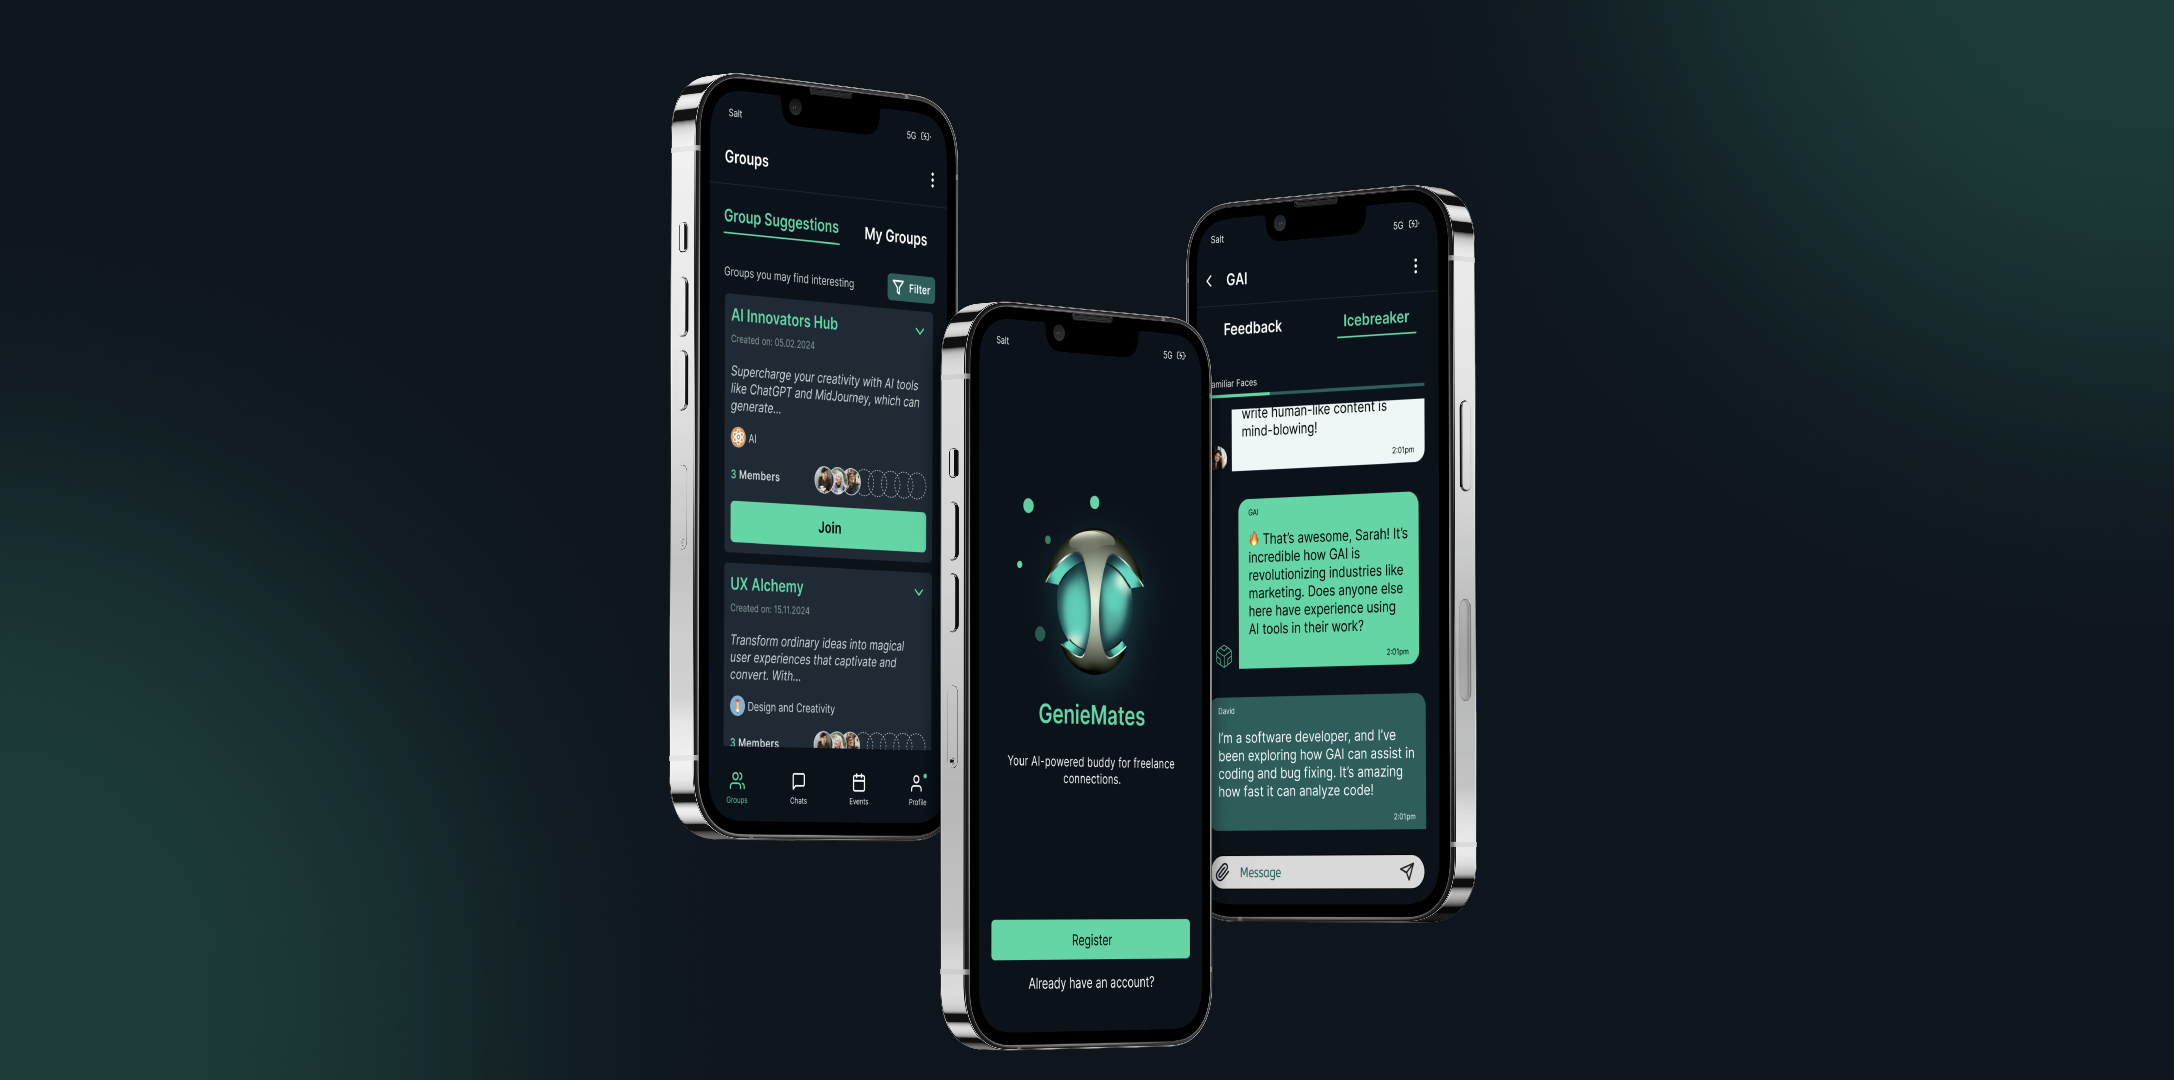 Salt
5G
Groups
Group Suggestions
My Groups
Groups you may find interesting
Filter
AI Innovators Hub
Created on: 05.02.2024
Supercharge your creativity with AI tools
like ChatGPT and MidJourney, which can
generate...
AI
3 Members
Join
UX Alchemy
Created on: 15.11.2024
Transform ordinary ideas into magical
user experiences that captivate and
convert. With...
Design and Creativity
3 Members
Groups
Chats
Events
Profile
Salt
5G
GenieMates
Your AI-powered buddy for freelance
connections.
Register
Already have an account?
Salt
5G
GAI
Feedback
Icebreaker
amiliar Faces
write human-like content is
mind-blowing!
2:01pm
GAI
🔥 That's awesome, Sarah! It's
incredible how GAI is
revolutionizing industries like
marketing. Does anyone else
here have experience using
AI tools in their work?
2:01pm
David
I'm a software developer, and I've
been exploring how GAI can assist in
coding and bug fixing. It's amazing
how fast it can analyze code!
2:01pm
Message